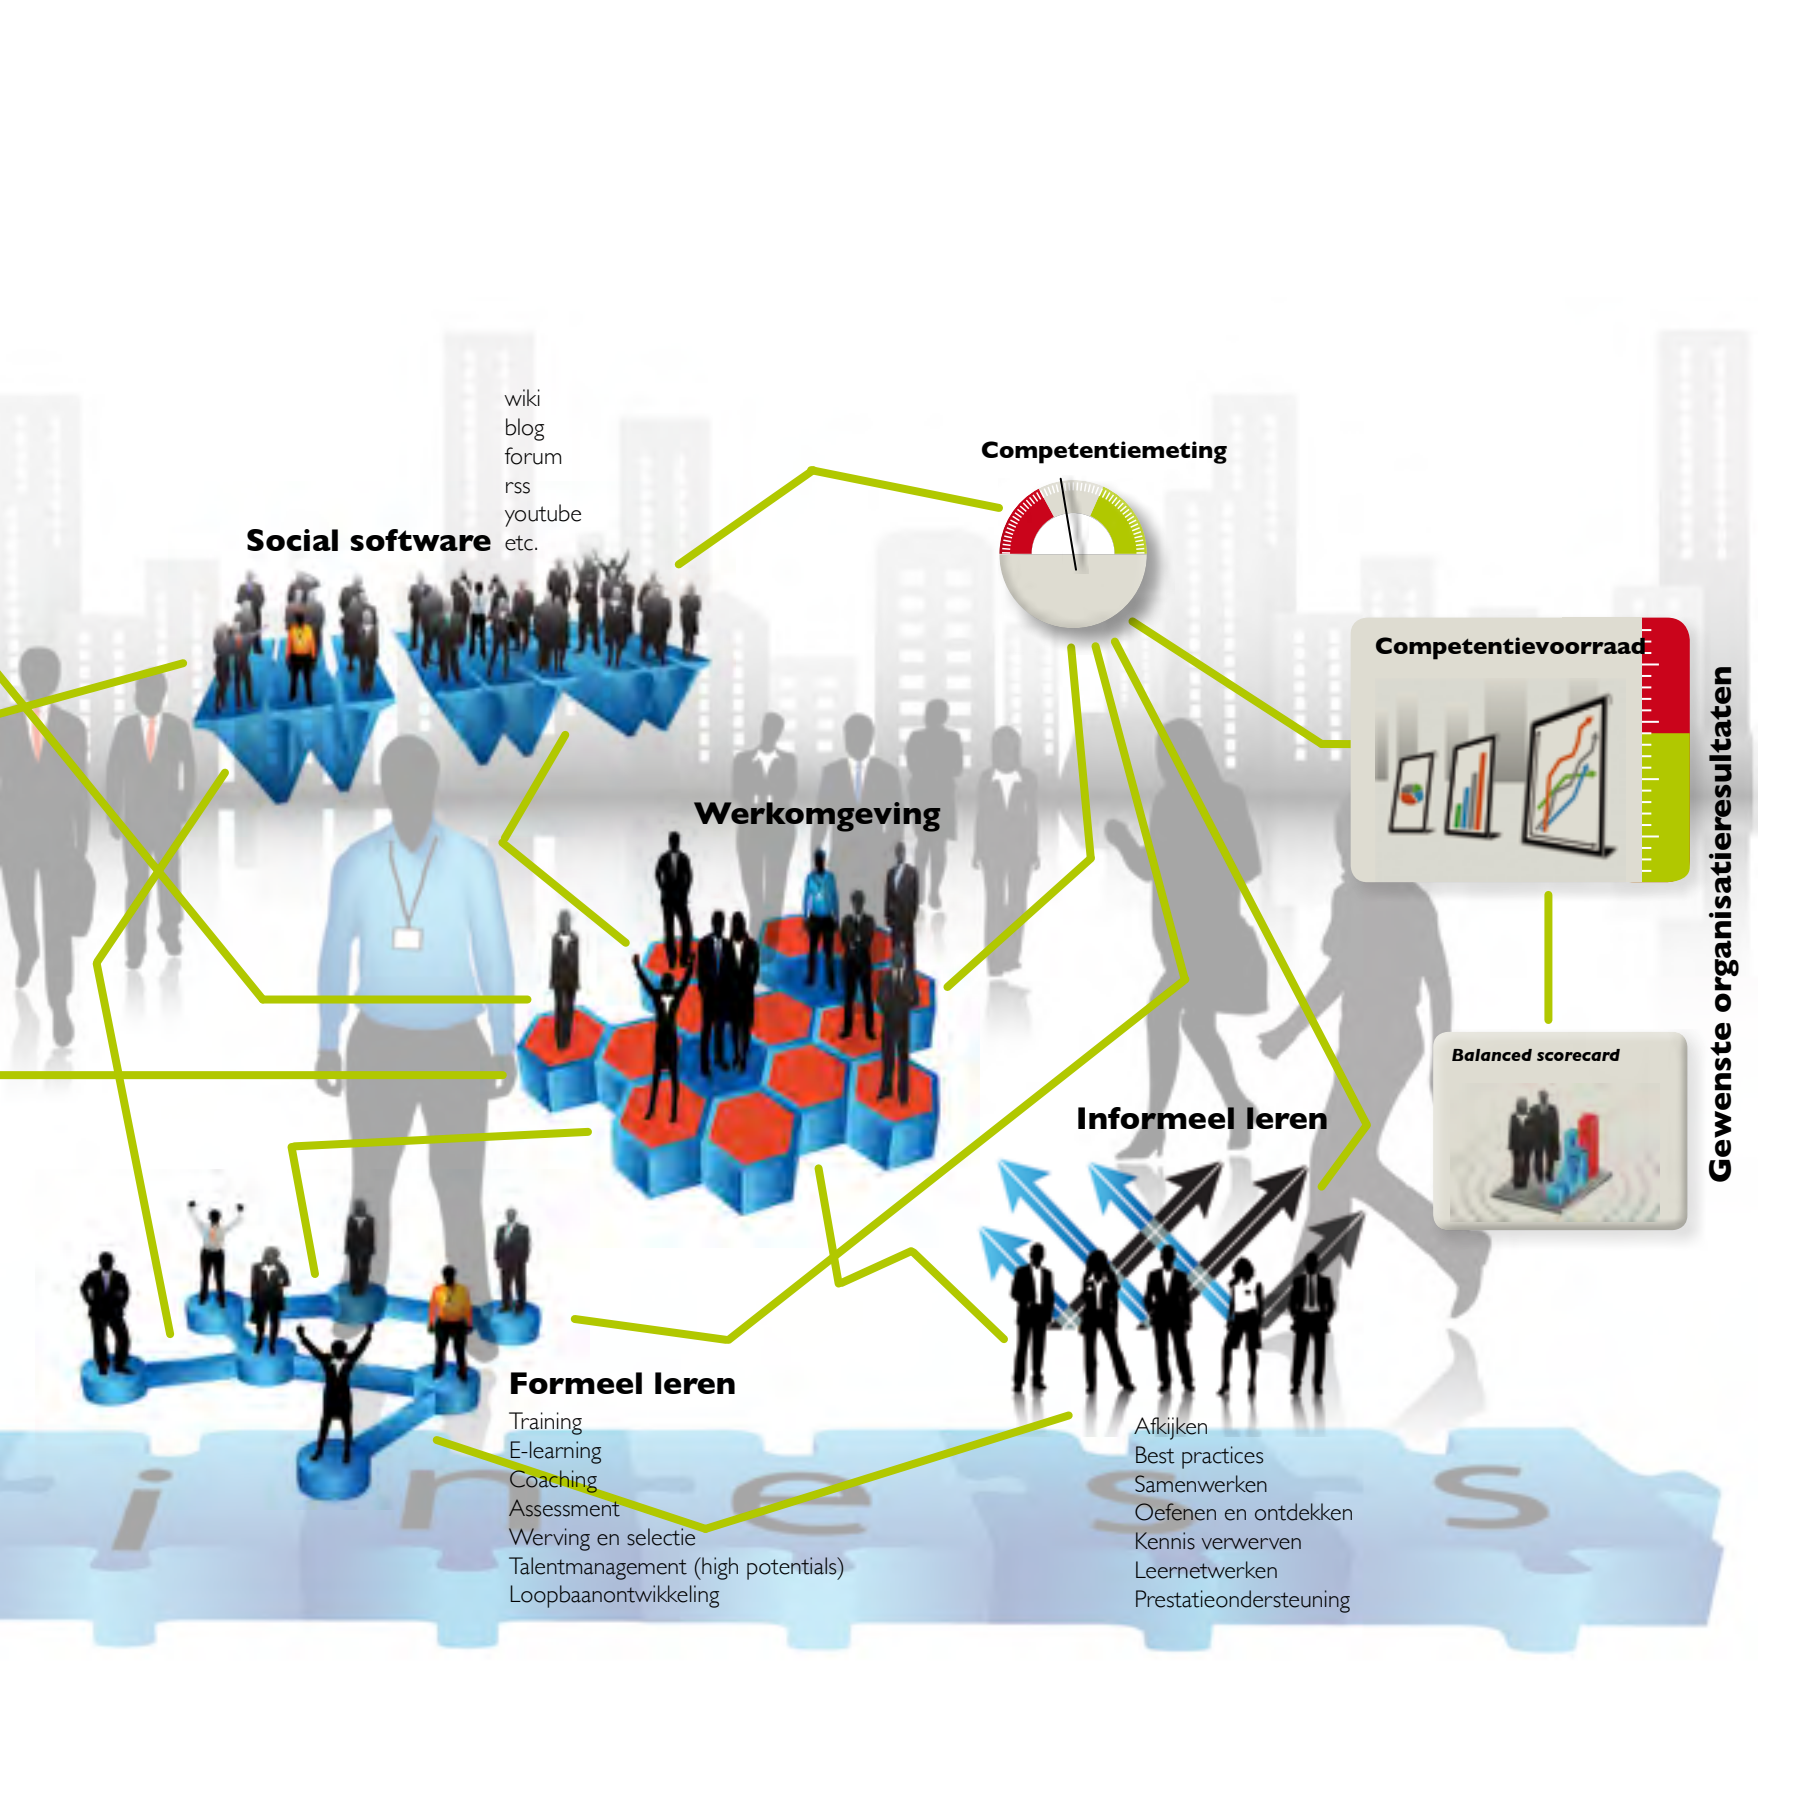 wiki
blog
forum
rss
youtube
etc.
Social software
Competentiemeting
Competentievoorraad
Gewenste organisatieresultaten
Werkomgeving
Balanced scorecard
Informeel leren
Formeel leren
Training
E-learning
Coaching
Assessment
Werving en selectie
Talentmanagement (high potentials)
Loopbaanontwikkeling
Afkijken
Best practices
Samenwerken
Oefenen en ontdekken
Kennis verwerven
Leernetwerken
Prestatieondersteuning
i n e s s